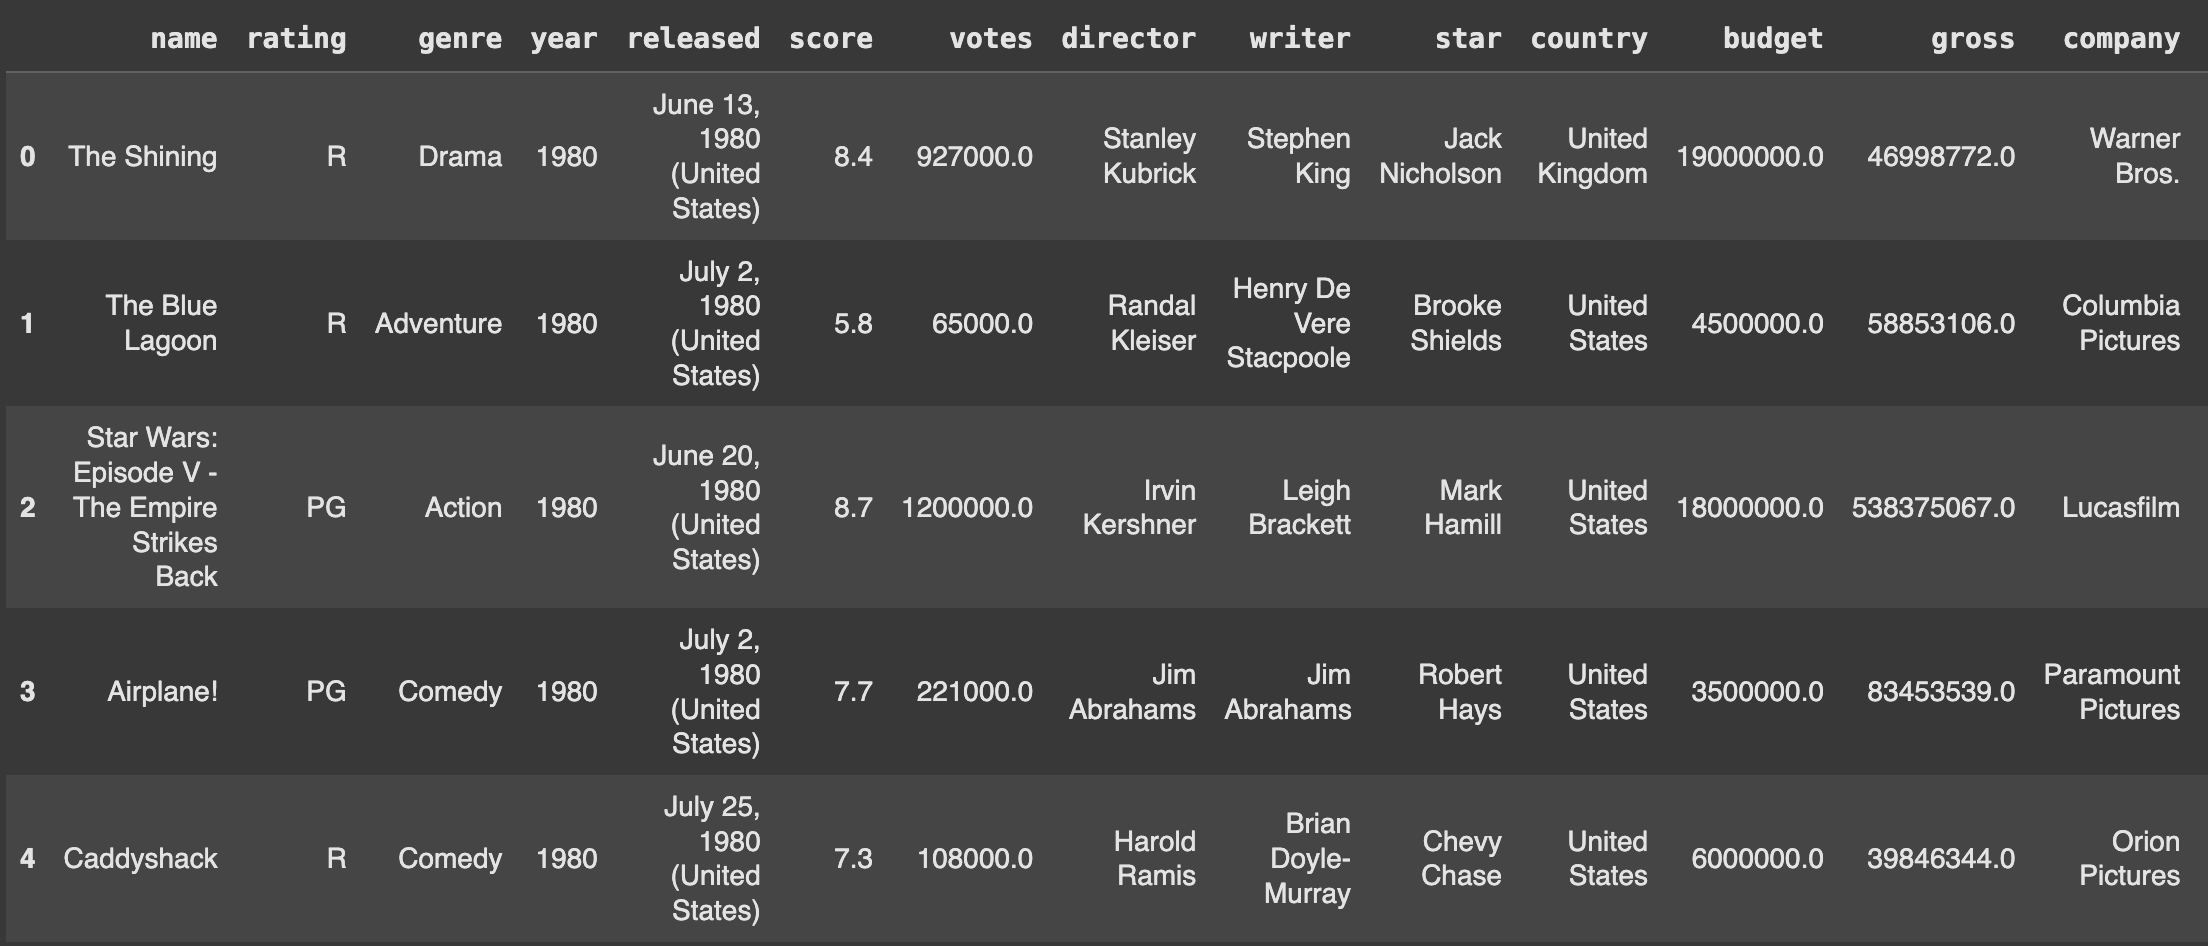 name rating genre year released score votes director writer star country budget gross company
0 The Shining R Drama 1980 June 13, 1980 (United States) 8.4 927000.0 Stanley Kubrick Stephen King Jack Nicholson United Kingdom 19000000.0 46998772.0 Warner Bros.
1 The Blue Lagoon R Adventure 1980 July 2, 1980 (United States) 5.8 65000.0 Randal Kleiser Henry De Vere Stacpoole Brooke Shields United States 4500000.0 58853106.0 Columbia Pictures
2 Star Wars: Episode V - The Empire Strikes Back PG Action 1980 June 20, 1980 (United States) 8.7 1200000.0 Irvin Kershner Leigh Brackett Mark Hamill United States 18000000.0 538375067.0 Lucasfilm
3 Airplane! PG Comedy 1980 July 2, 1980 (United States) 7.7 221000.0 Jim Abrahams Jim Abrahams Robert Hays United States 3500000.0 83453539.0 Paramount Pictures
4 Caddyshack R Comedy 1980 July 25, 1980 (United States) 7.3 108000.0 Harold Ramis Brian Doyle-Murray Chevy Chase United States 6000000.0 39846344.0 Orion Pictures